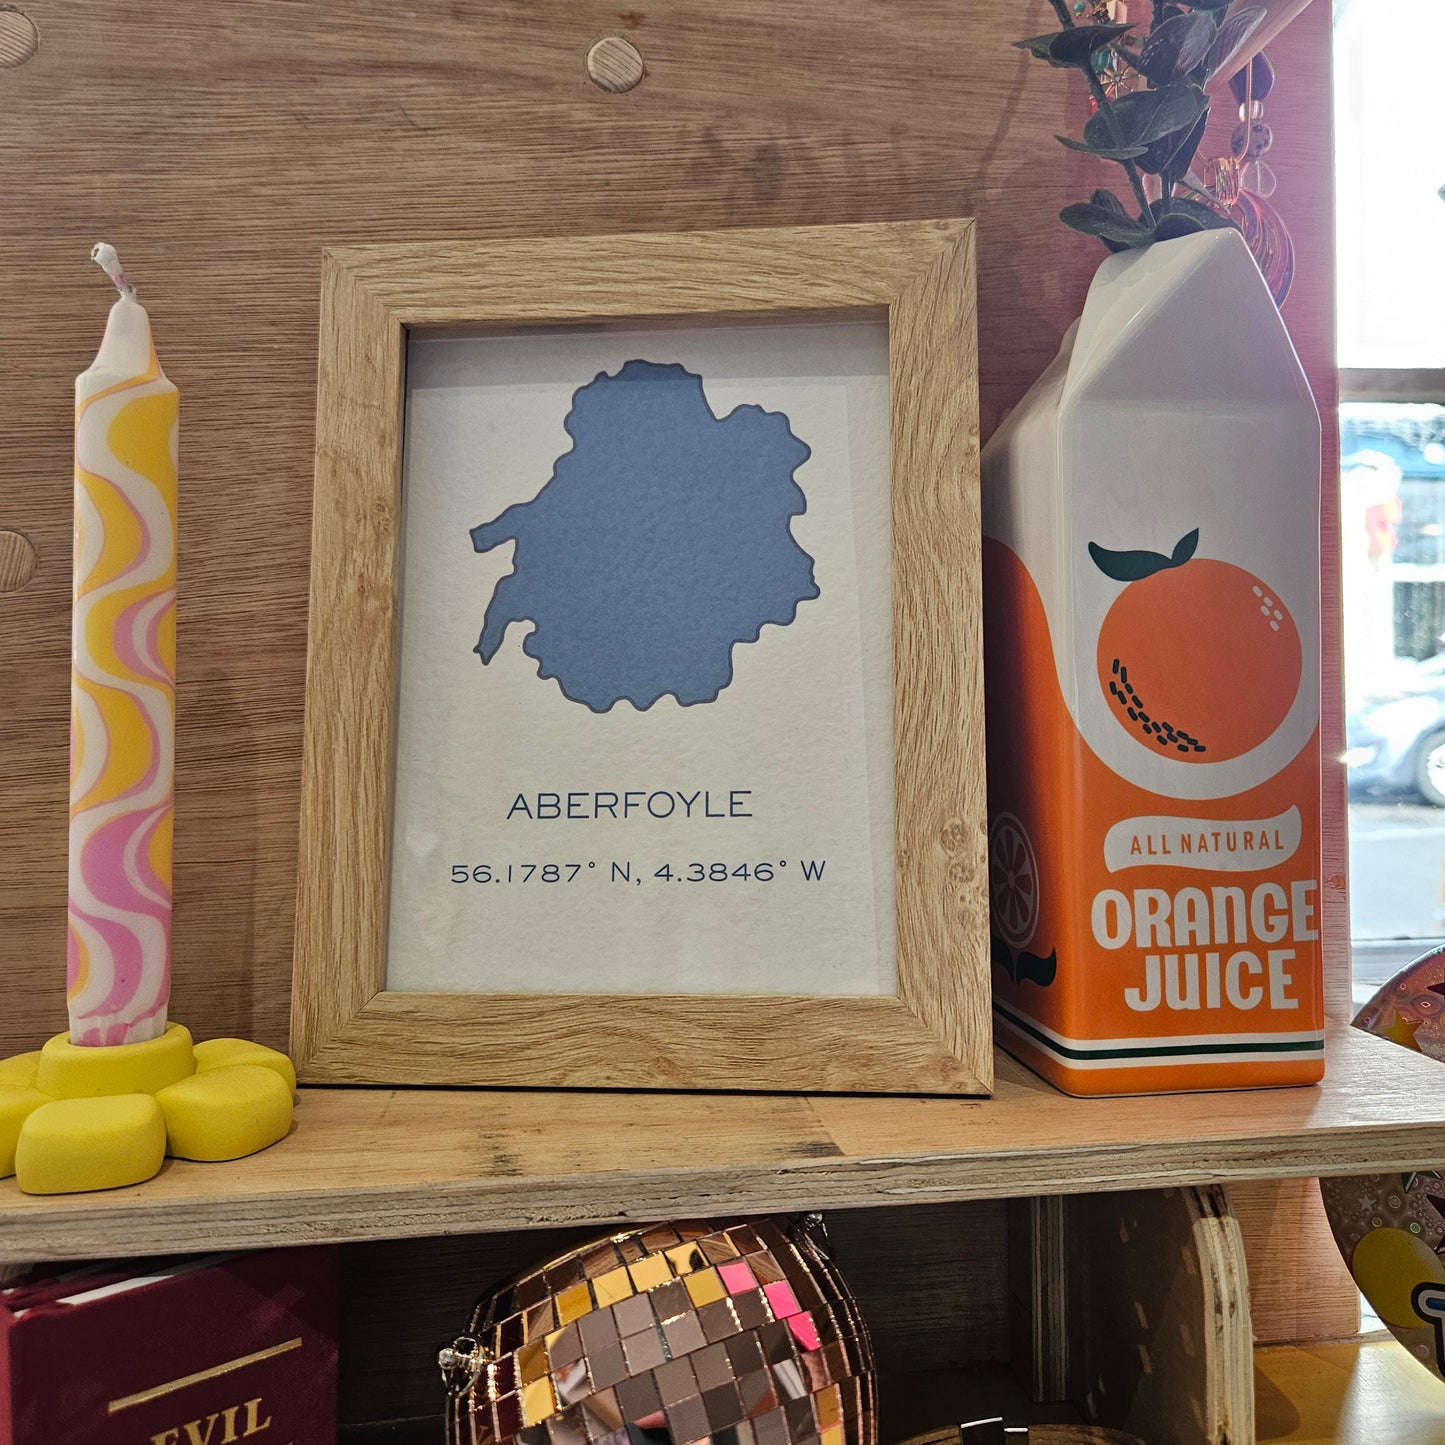 ABERFOYLE
56.1787° N, 4.3846° W
ALL NATURAL
ORANGE
JUICE
EVIL